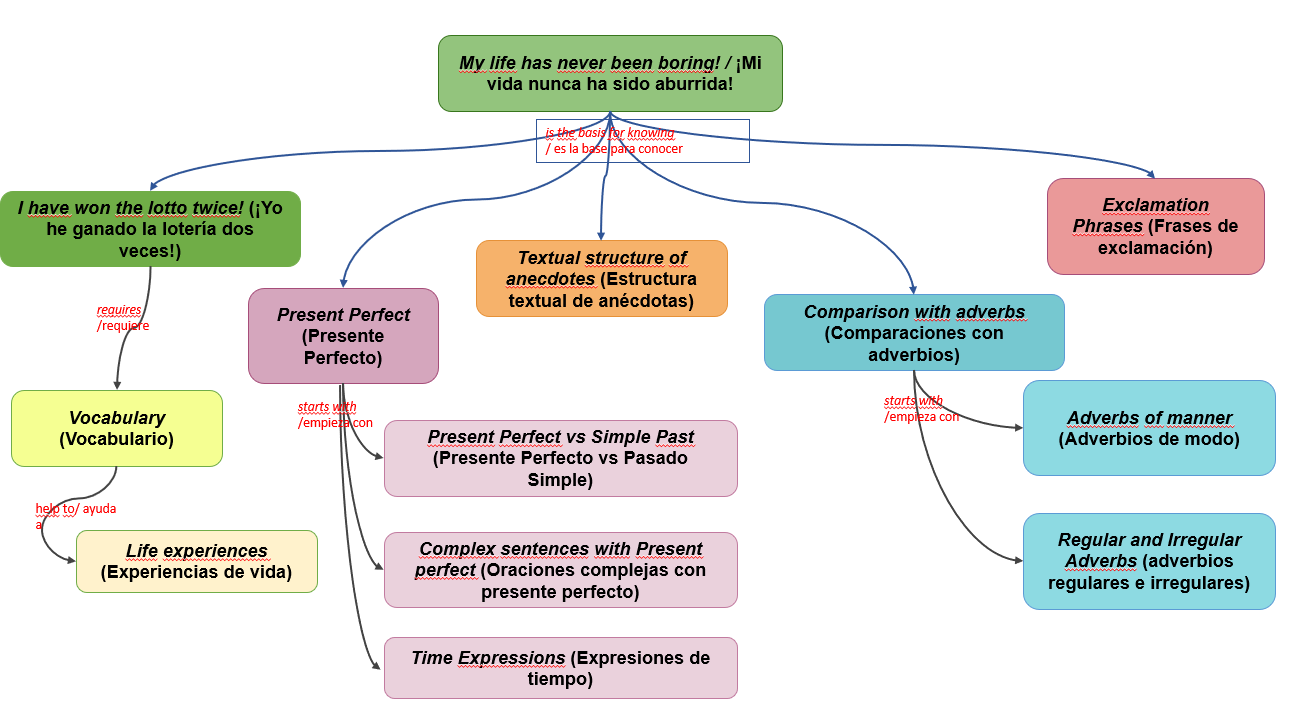 My life has never been boring! / ¡Mi
vida nunca ha sido aburrida!
is the basis for knowing
/ es la base para conocer
I have won the lotto twice! (¡Yo
he ganado la lotería dos
veces!)
Exclamation
Phrases (Frases de
exclamación)
Textual structure of
anecdotes (Estructura
textual de anécdotas)
Present Perfect
(Presente
Perfecto)
Comparison with adverbs
(Comparaciones con
adverbios)
requires
/requiere
Vocabulary
(Vocabulario)
help to/ ayuda
a
Life experiences
(Experiencias de vida)
starts with
/empieza con
Present Perfect vs Simple Past
(Presente Perfecto vs Pasado
Simple)
Complex sentences with Present
perfect (Oraciones complejas con
presente perfecto)
Time Expressions (Expresiones de
tiempo)
starts with
/empieza con
Adverbs of manner
(Adverbios de modo)
Regular and Irregular
Adverbs (adverbios
regulares e irregulares)